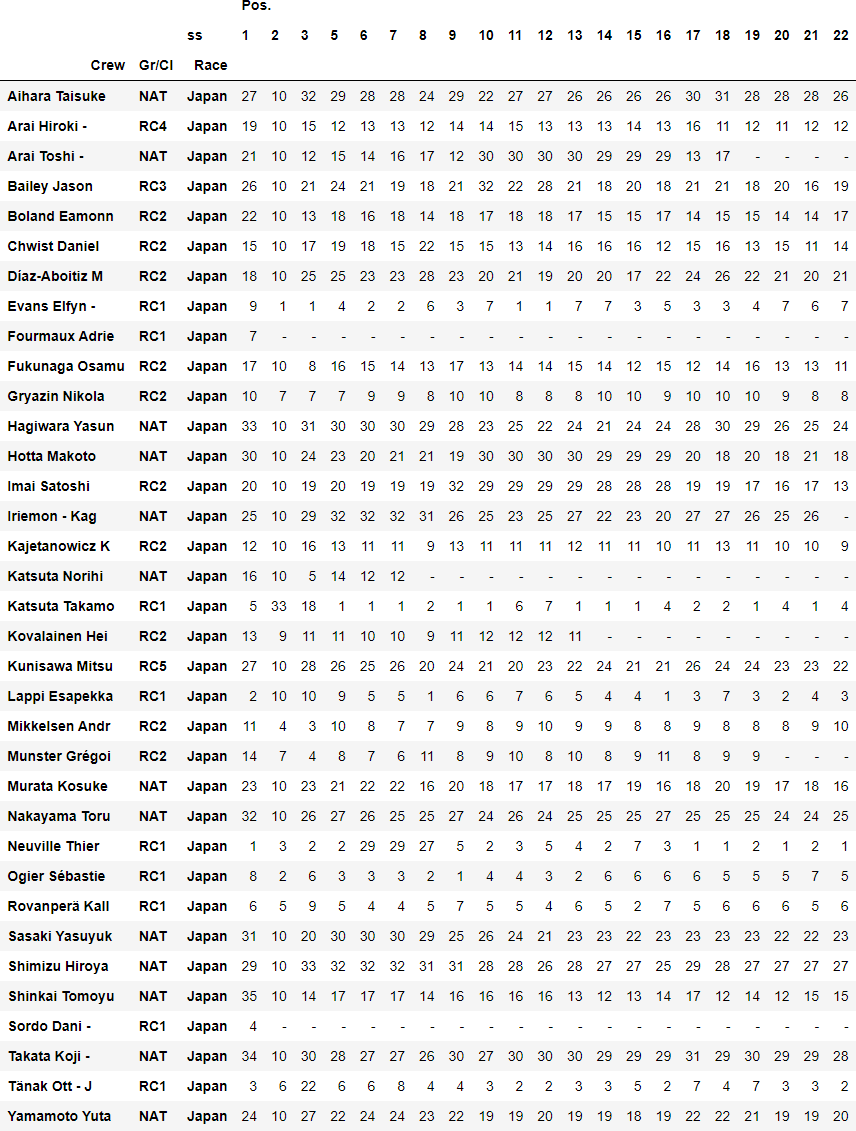 Pos.
ss 1 2 3 5 6 7 8 9 10 11 12 13 14 15 16 17 18 19 20 21 22
Crew Gr/Cl Race
Aihara Taisuke NAT Japan 27 10 32 29 28 28 24 29 22 27 27 26 26 26 26 30 31 28 28 28 26
Arai Hiroki - RC4 Japan 19 10 15 12 13 13 12 14 14 15 13 13 13 14 13 16 11 12 11 12 12
Arai Toshi - NAT Japan 21 10 12 15 14 16 17 12 30 30 30 30 29 29 29 13 17 - - - -
Bailey Jason RC3 Japan 26 10 21 24 21 19 18 21 32 22 28 21 18 20 18 21 21 18 20 16 19
Boland Eamonn RC2 Japan 22 10 13 18 16 18 14 18 17 18 18 17 15 15 17 14 15 15 14 14 17
Chwist Daniel RC2 Japan 15 10 17 19 18 15 22 15 15 13 14 16 16 16 12 15 16 13 15 11 14
Díaz-Aboitiz M RC2 Japan 18 10 25 25 23 23 28 23 20 21 19 20 20 17 22 24 26 22 21 20 21
Evans Elfyn - RC1 Japan 9 1 1 4 2 2 6 3 7 1 1 7 7 3 5 3 3 4 7 6 7
Fourmaux Adrie RC1 Japan 7 - - - - - - - - - - - - - - - - - - - -
Fukunaga Osamu RC2 Japan 17 10 8 16 15 14 13 17 13 14 14 15 14 12 15 12 14 16 13 13 11
Gryazin Nikola RC2 Japan 10 7 7 7 9 9 8 10 10 8 8 8 10 10 9 10 10 10 9 8 8
Hagiwara Yasun NAT Japan 33 10 31 30 30 30 29 28 23 25 22 24 21 24 24 28 30 29 26 25 24
Hotta Makoto NAT Japan 30 10 24 23 20 21 21 19 30 30 30 30 29 29 29 20 18 20 18 21 18
Imai Satoshi RC2 Japan 20 10 19 20 19 19 19 32 29 29 29 29 28 28 28 19 19 17 16 17 13
Iriemon - Kag NAT Japan 25 10 29 32 32 32 31 26 25 23 25 27 22 23 20 27 27 26 25 26 -
Kajetanowicz K RC2 Japan 12 10 16 13 11 11 9 13 11 11 11 12 11 11 10 11 13 11 10 10 9
Katsuta Norihi NAT Japan 16 10 5 14 12 12 - - - - - - - - - - - - - - -
Katsuta Takamo RC1 Japan 5 33 18 1 1 1 2 1 1 6 7 1 1 1 4 2 2 1 4 1 4
Kovalainen Hei RC2 Japan 13 9 11 11 10 10 9 11 12 12 12 11 - - - - - - - - -
Kunisawa Mitsu RC5 Japan 27 10 28 26 25 26 20 24 21 20 23 22 24 21 21 26 24 24 23 23 22
Lappi Esapekka RC1 Japan 2 10 10 9 5 5 1 6 6 7 6 5 4 4 1 3 7 3 2 4 3
Mikkelsen Andr RC2 Japan 11 4 3 10 8 7 7 9 8 9 10 9 9 8 8 9 8 8 8 9 10
Munster Grégoi RC2 Japan 14 7 4 8 7 6 11 8 9 10 8 10 8 9 11 8 9 9 - - -
Murata Kosuke NAT Japan 23 10 23 21 22 22 16 20 18 17 17 18 17 19 16 18 20 19 17 18 16
Nakayama Toru NAT Japan 32 10 26 27 26 25 25 27 24 26 24 25 25 25 27 25 25 25 24 24 25
Neuville Thier RC1 Japan 1 3 2 2 29 29 27 5 2 3 5 4 2 7 3 1 1 2 1 2 1
Ogier Sébastie RC1 Japan 8 2 6 3 3 3 2 1 4 4 3 2 6 6 6 6 5 5 5 7 5
Rovanperä Kall RC1 Japan 6 5 9 5 4 4 5 7 5 5 4 6 5 2 7 5 6 6 6 5 6
Sasaki Yasuyuk NAT Japan 31 10 20 30 30 30 29 25 26 24 21 23 23 22 23 23 23 23 22 22 23
Shimizu Hiroya NAT Japan 29 10 33 32 32 32 31 31 28 28 26 28 27 27 25 29 28 27 27 27 27
Shinkai Tomoyu NAT Japan 35 10 14 17 17 17 14 16 16 16 16 13 12 13 14 17 12 14 12 15 15
Sordo Dani - RC1 Japan 4 - - - - - - - - - - - - - - - - - - - -
Takata Koji - NAT Japan 34 10 30 28 27 27 26 30 27 30 30 30 29 29 29 31 29 30 29 29 28
Tänak Ott - J RC1 Japan 3 6 22 6 6 8 4 4 3 2 2 3 3 5 2 7 4 7 3 3 2
Yamamoto Yuta NAT Japan 24 10 27 22 24 24 23 22 19 19 20 19 19 18 19 22 22 21 19 19 20